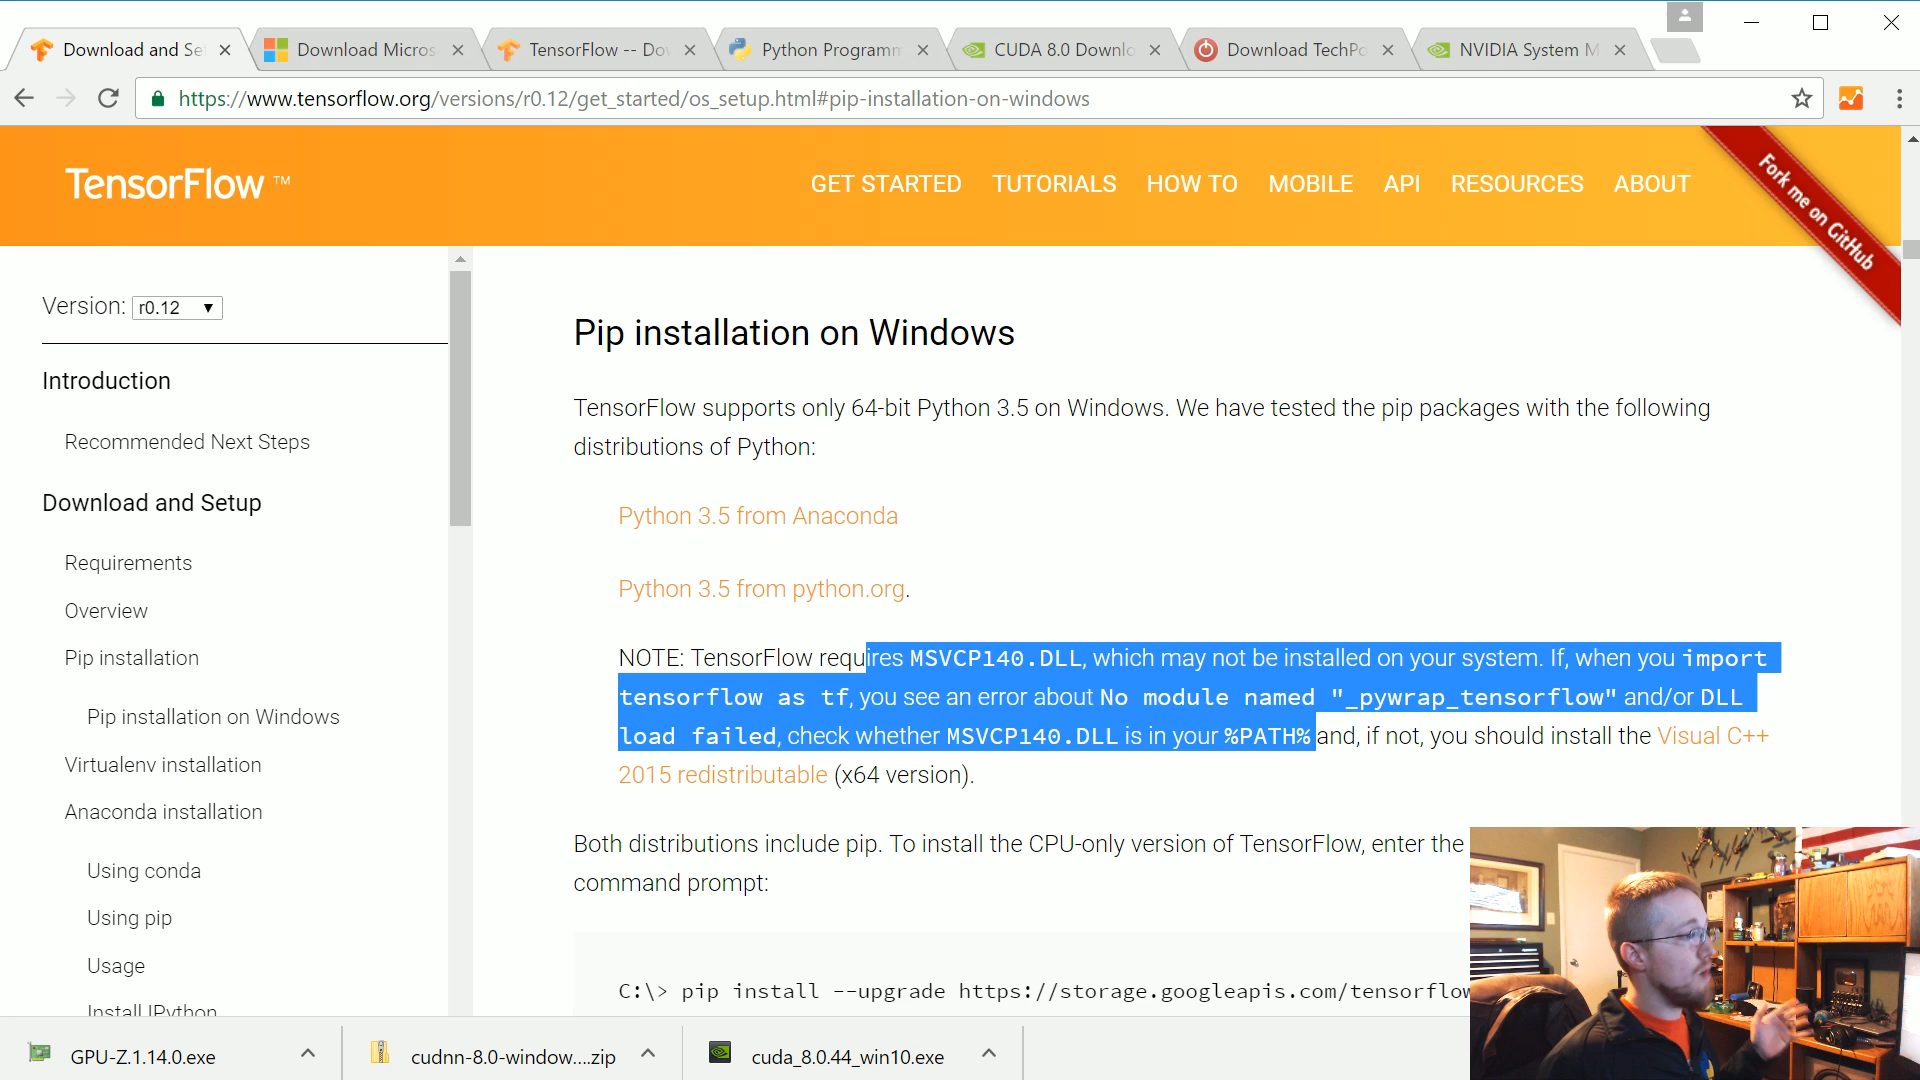 Download and Se
Download Micros
TensorFlow -- Dov
Python Programm
CUDA 8.0 Downlo
Download TechPo
NVIDIA System M
https://www.tensorflow.org/versions/r0.12/get_started/os_setup.html#pip-installation-on-windows
TensorFlow ™
GET STARTED
TUTORIALS
HOW TO
MOBILE
API
RESOURCES
ABOUT
Fork me on GitHub
Version: r0.12
Introduction
Recommended Next Steps
Download and Setup
Requirements
Overview
Pip installation
Pip installation on Windows
Virtualenv installation
Anaconda installation
Using conda
Using pip
Usage
Install IPython
Pip installation on Windows
TensorFlow supports only 64-bit Python 3.5 on Windows. We have tested the pip packages with the following
distributions of Python:
Python 3.5 from Anaconda
Python 3.5 from python.org.
NOTE: TensorFlow requires MSVCP140.DLL, which may not be installed on your system. If, when you import
tensorflow as tf, you see an error about No module named "_pywrap_tensorflow" and/or DLL
load failed, check whether MSVCP140.DLL is in your %PATH% and, if not, you should install the Visual C++
2015 redistributable (x64 version).
Both distributions include pip. To install the CPU-only version of TensorFlow, enter the
command prompt:
C:\> pip install --upgrade https://storage.googleapis.com/tensorflow
GPU-Z.1.14.0.exe
cudnn-8.0-window....zip
cuda_8.0.44_win10.exe